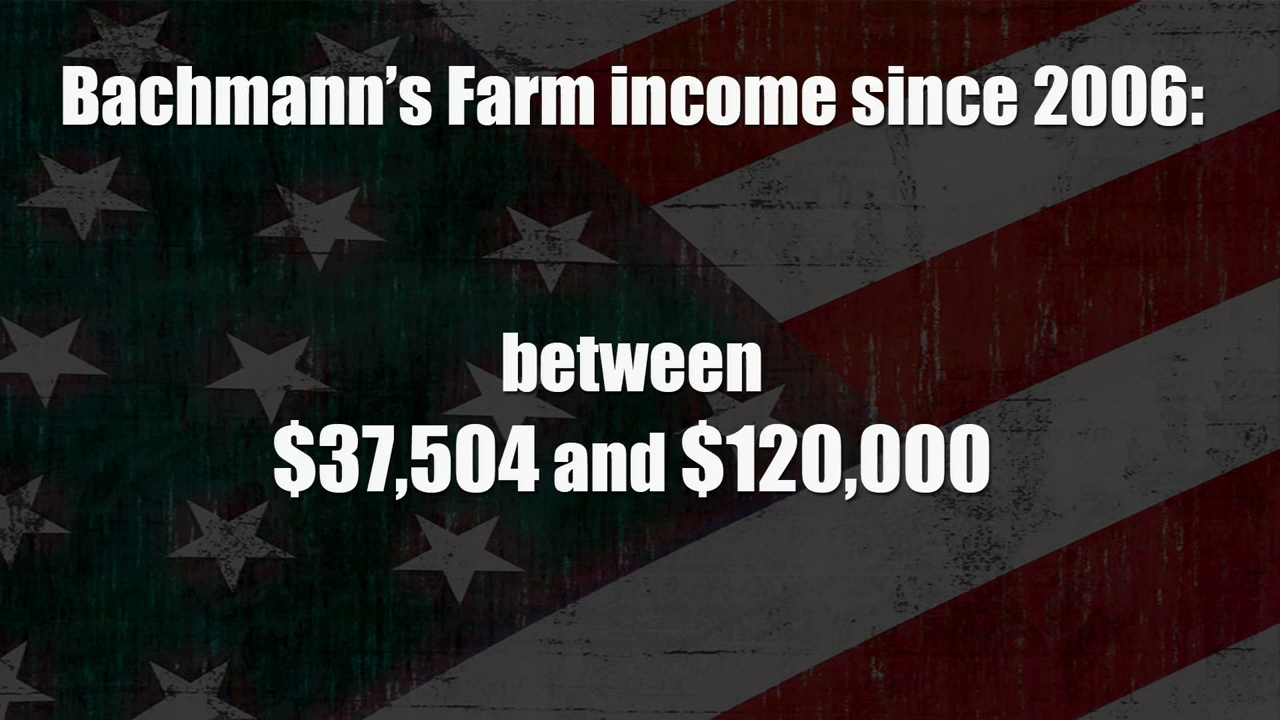 Bachmann’s Farm income since 2006:
between
$37,504 and $120,000